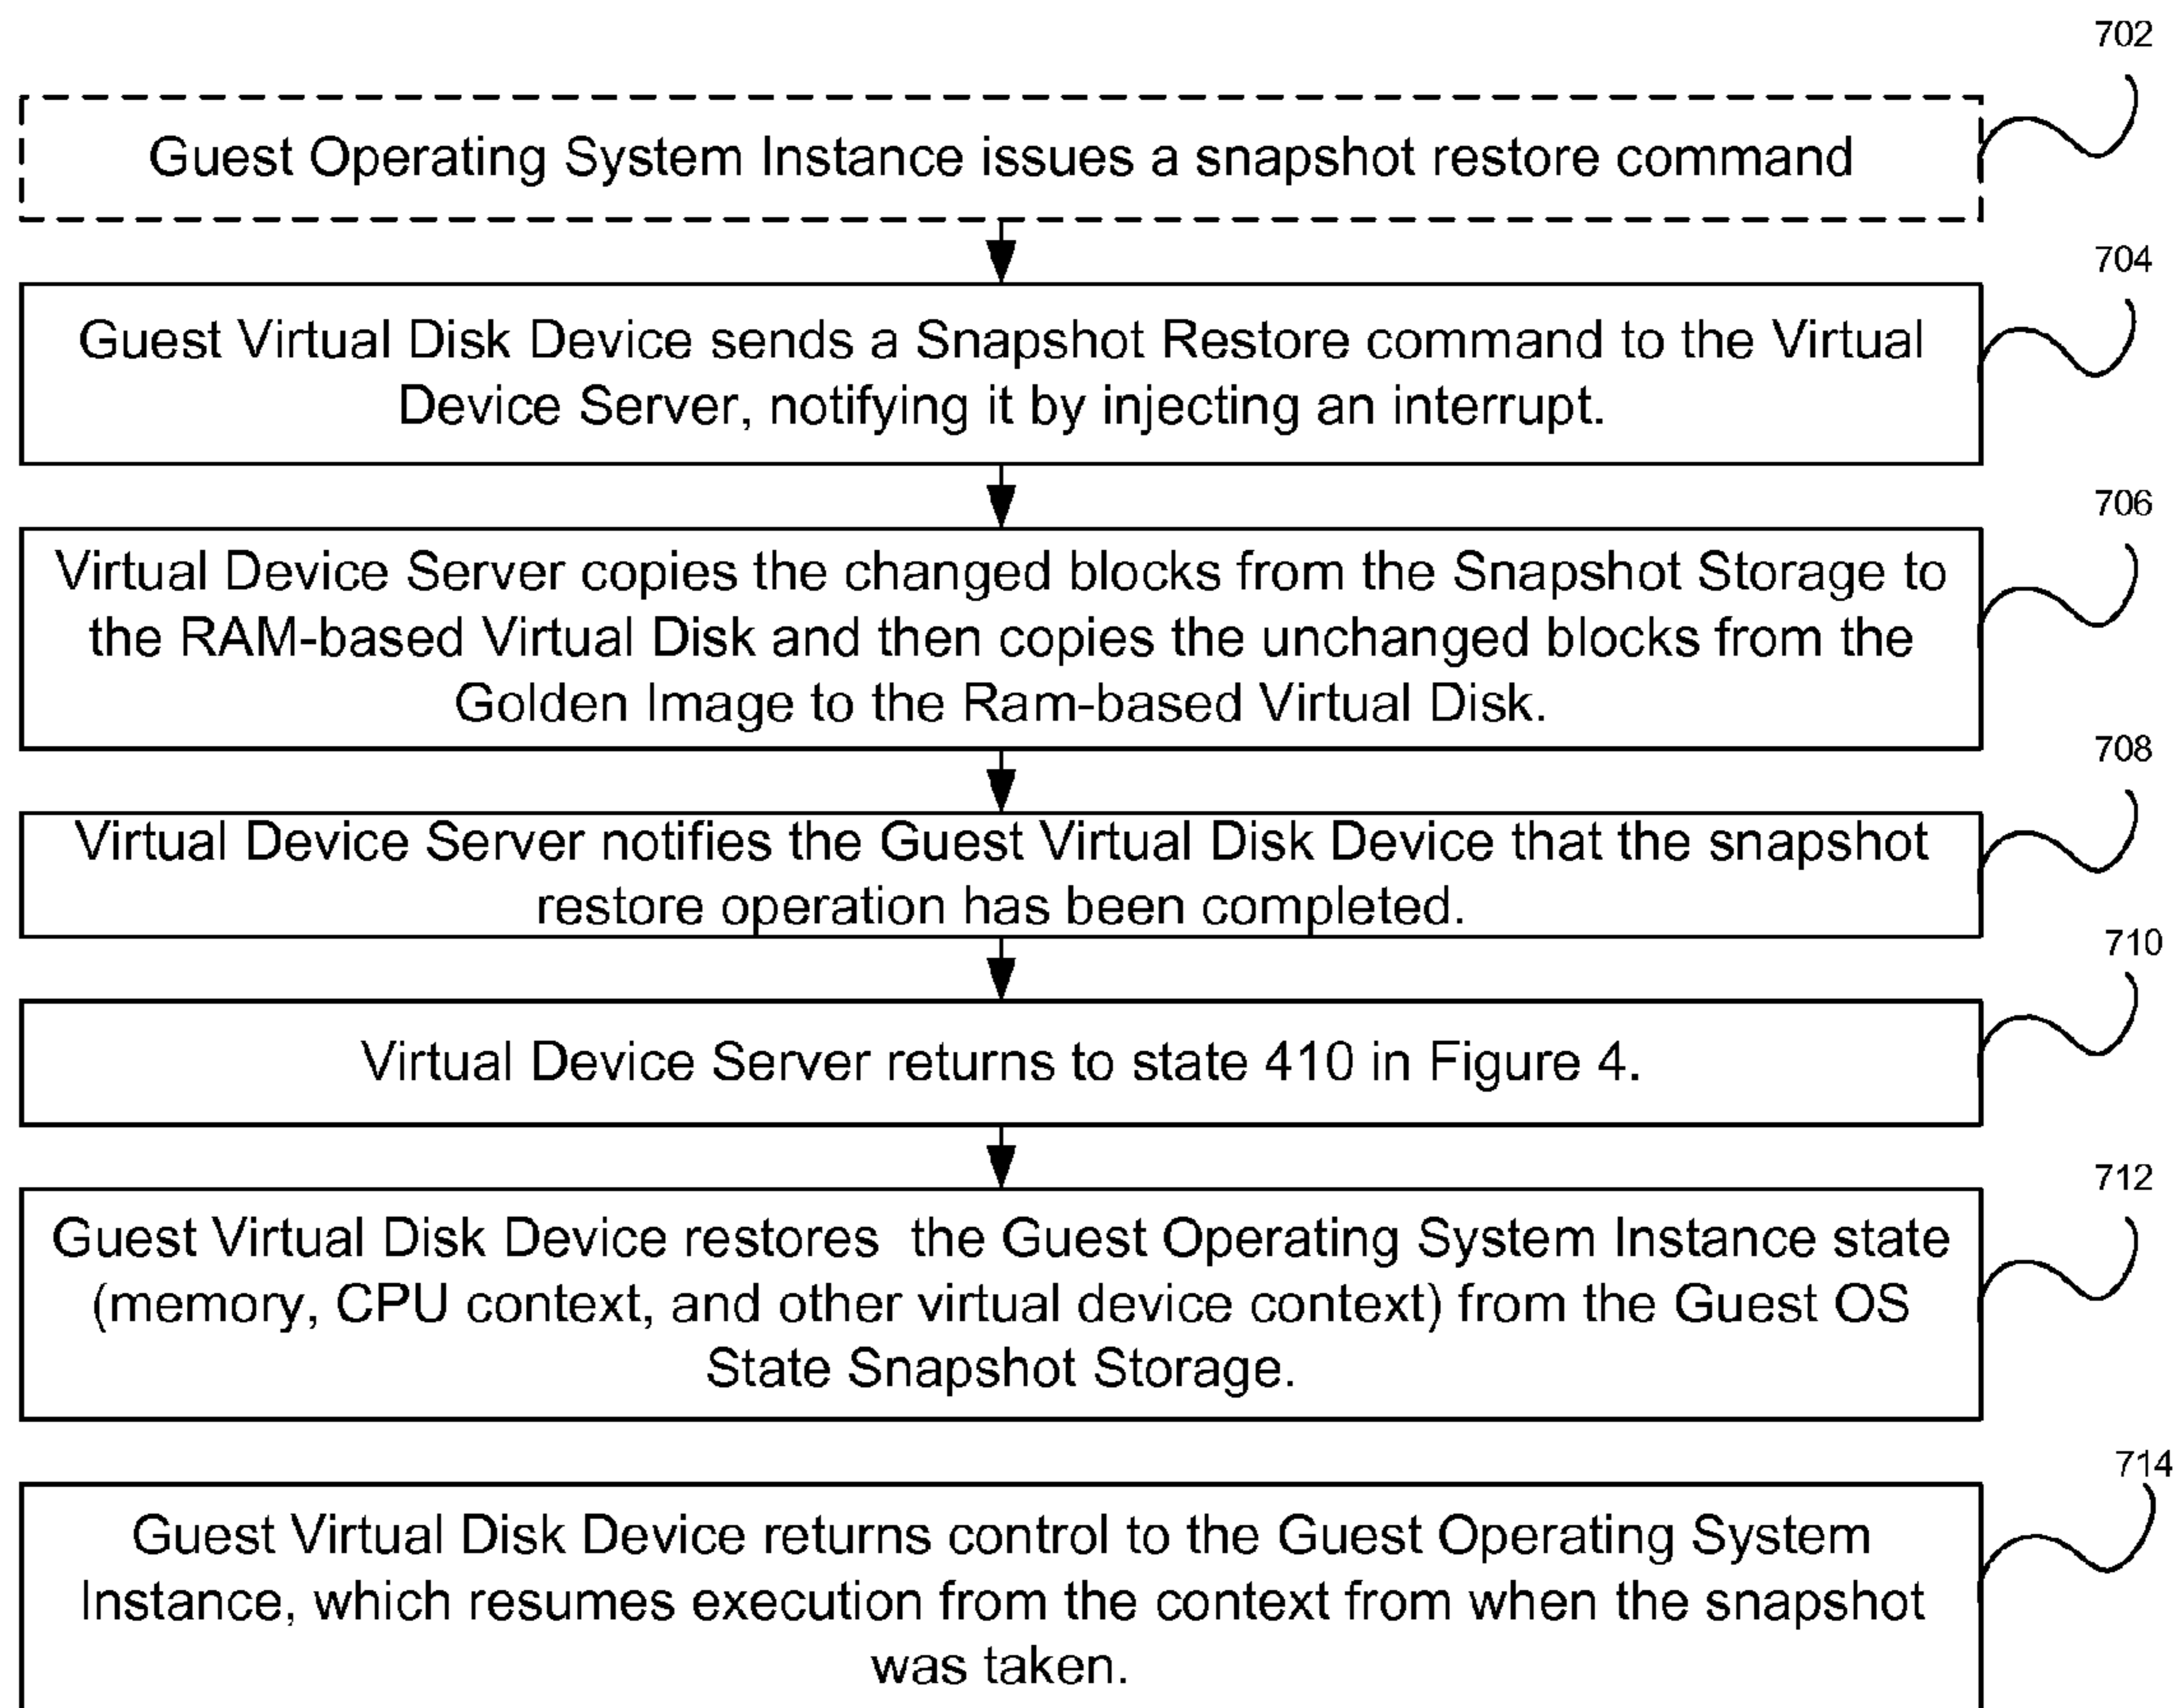 702
Guest Operating System Instance issues a snapshot restore command
704
Guest Virtual Disk Device sends a Snapshot Restore command to the Virtual
Device Server, notifying it by injecting an interrupt.
706
Virtual Device Server copies the changed blocks from the Snapshot Storage to
the RAM-based Virtual Disk and then copies the unchanged blocks from the
Golden Image to the Ram-based Virtual Disk.
708
Virtual Device Server notifies the Guest Virtual Disk Device that the snapshot
restore operation has been completed.
710
Virtual Device Server returns to state 410 in Figure 4.
712
Guest Virtual Disk Device restores the Guest Operating System Instance state
(memory, CPU context, and other virtual device context) from the Guest OS
State Snapshot Storage.
714
Guest Virtual Disk Device returns control to the Guest Operating System
Instance, which resumes execution from the context from when the snapshot
was taken.